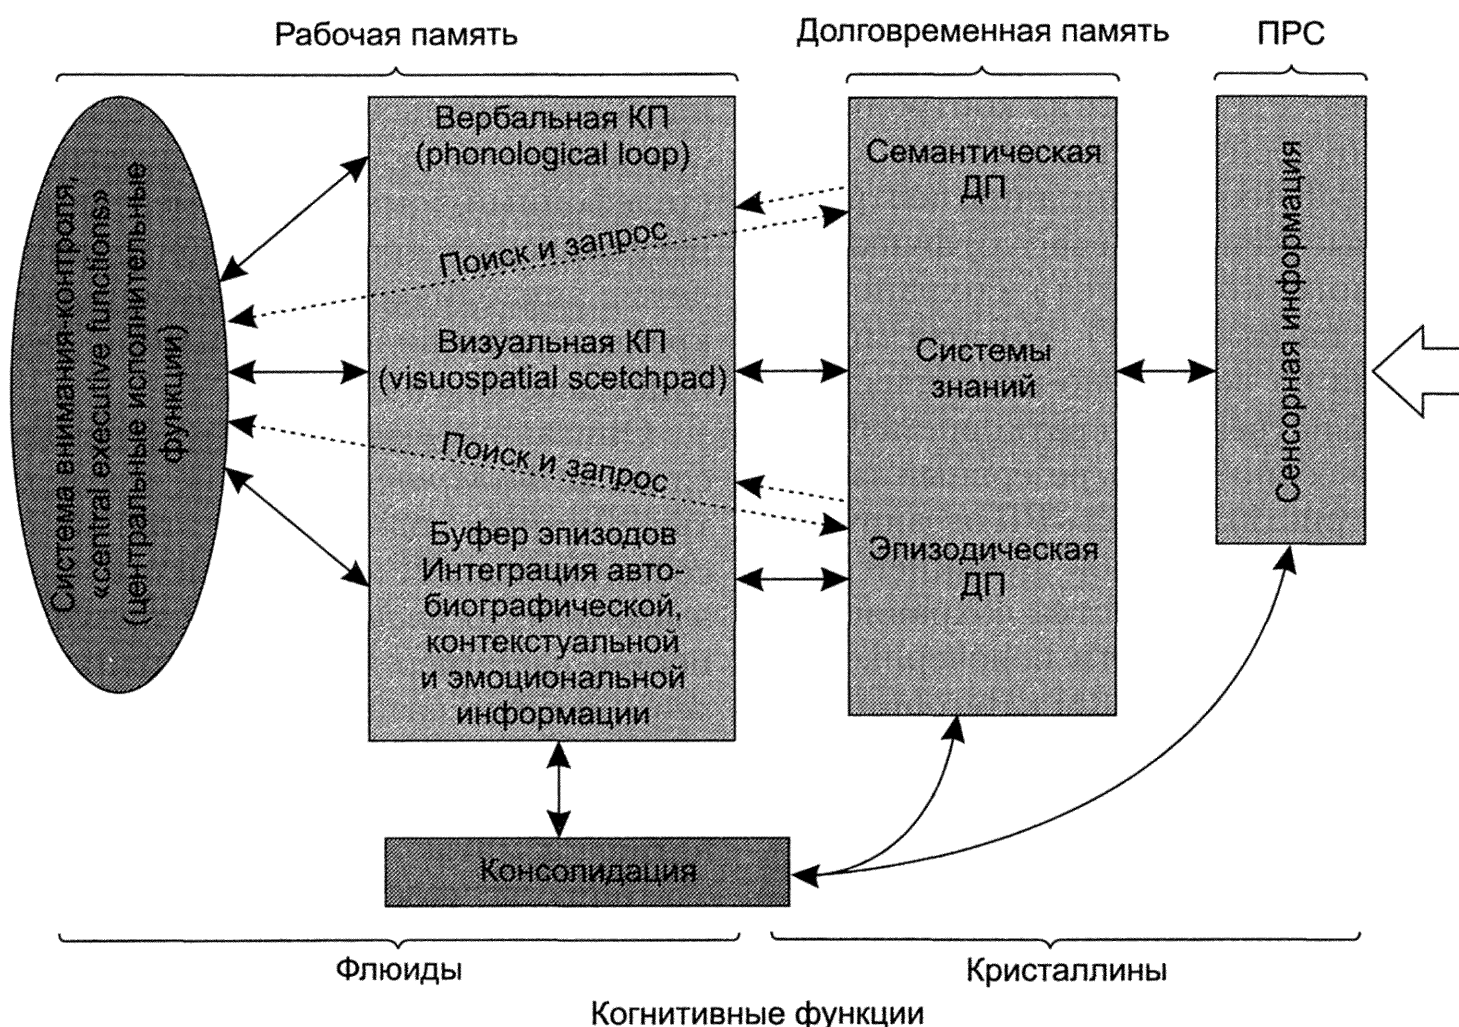 Рабочая память
Долговременная память
ПРС
Система внимания-контроля,
«central executive functions»
(центральные исполнительные
функции)
Вербальная КП
(phonological loop)
Поиск и запрос
Визуальная КП
(visuospatial scetchpad)
Поиск и запрос
Буфер эпизодов
Интеграция авто-
биографической,
контекстуальной
и эмоциональной
информации
Семантическая
ДП
Системы
знаний
Эпизодическая
ДП
Сенсорная информация
Консолидация
Флюиды
Кристаллины
Когнитивные функции